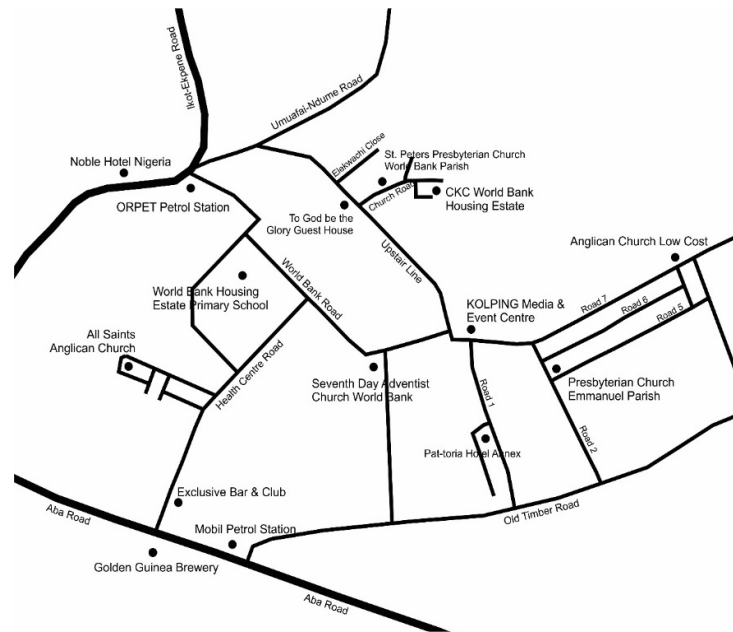 Ikot-Ekpene Road
Umuafai-Ndume Road
Elekwachi Close
St. Peters Presbyterian Church
World Bank Parish
Noble Hotel Nigeria
Church Road
CKC World Bank
Housing Estate
ORPET Petrol Station
To God be the
Glory Guest House
Upstair Line
Anglican Church Low Cost
World Bank Road
World Bank Housing
Estate Primary School
KOLPING Media &
Event Centre
Road 7
Road 6
Road 5
All Saints
Anglican Church
Health Centre Road
Seventh Day Adventist
Church World Bank
Road 1
Presbyterian Church
Emmanuel Parish
Road 2
Pat-toria Hotel Annex
Exclusive Bar & Club
Aba Road
Mobil Petrol Station
Old Timber Road
Golden Guinea Brewery
Aba Road